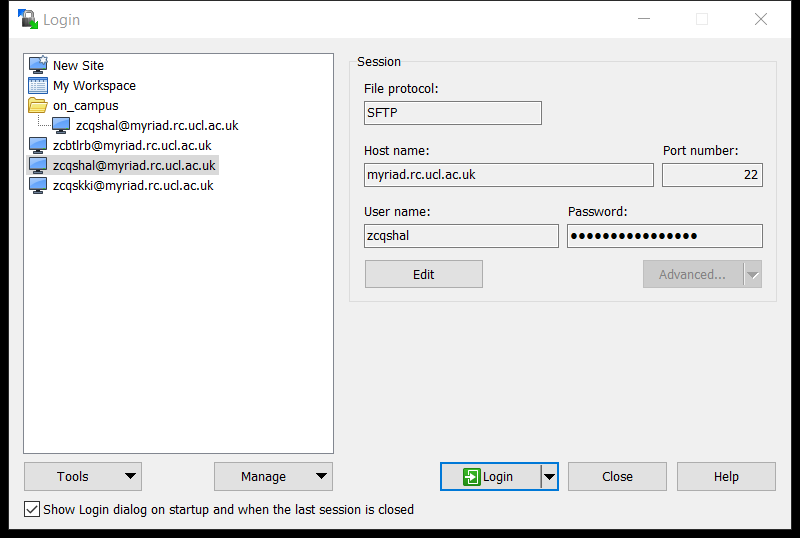 Login
New Site
My Workspace
on_campus
zcqshal@myriad.rc.ucl.ac.uk
zcbtlrb@myriad.rc.ucl.ac.uk
zcqshal@myriad.rc.ucl.ac.uk
zcqskki@myriad.rc.ucl.ac.uk
Session
File protocol:
SFTP
Host name: Port number:
myriad.rc.ucl.ac.uk 22
User name: Password:
zcqshal ●●●●●●●●●●●●●●●●
Edit Advanced...
Tools Manage Login Close Help
Show Login dialog on startup and when the last session is closed